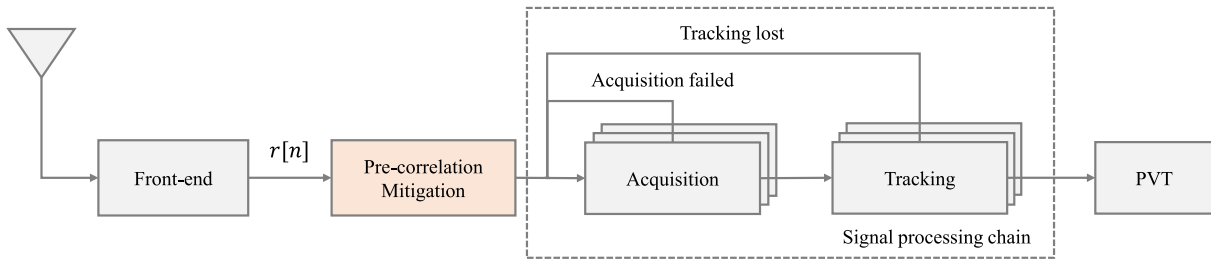 Tracking lost
Acquisition failed
r[n]
Front-end
Pre-correlation
Mitigation
Acquisition
Tracking
PVT
Signal processing chain